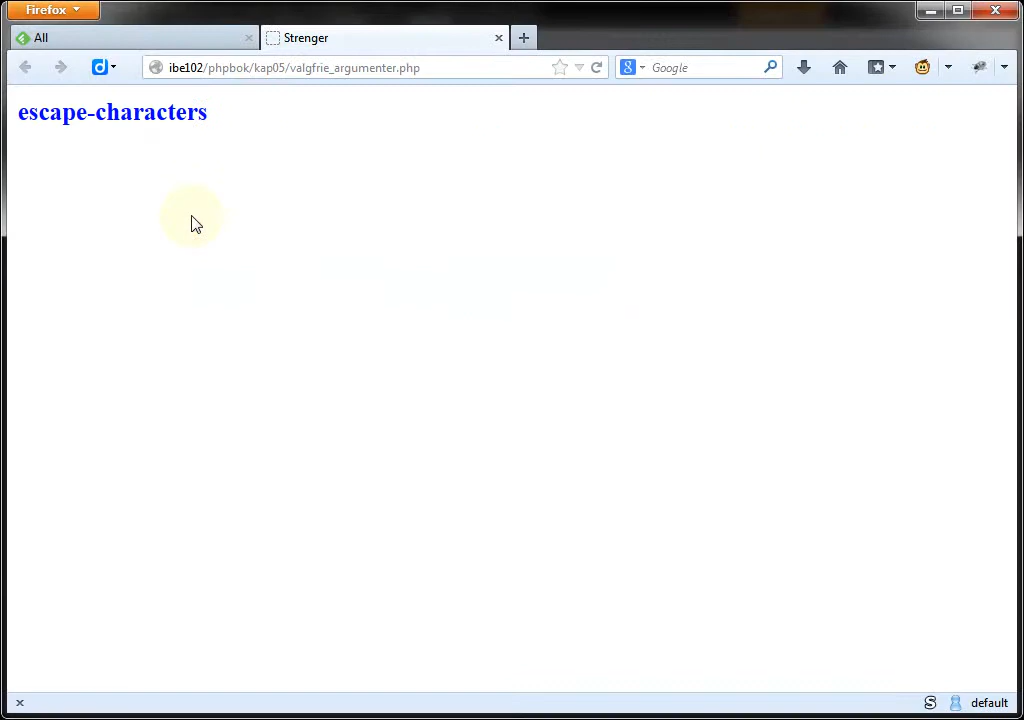 Firefox
All
Strenger
ibe102/phpbok/kap05/valgfrie_argumenter.php
Google
escape-characters
default